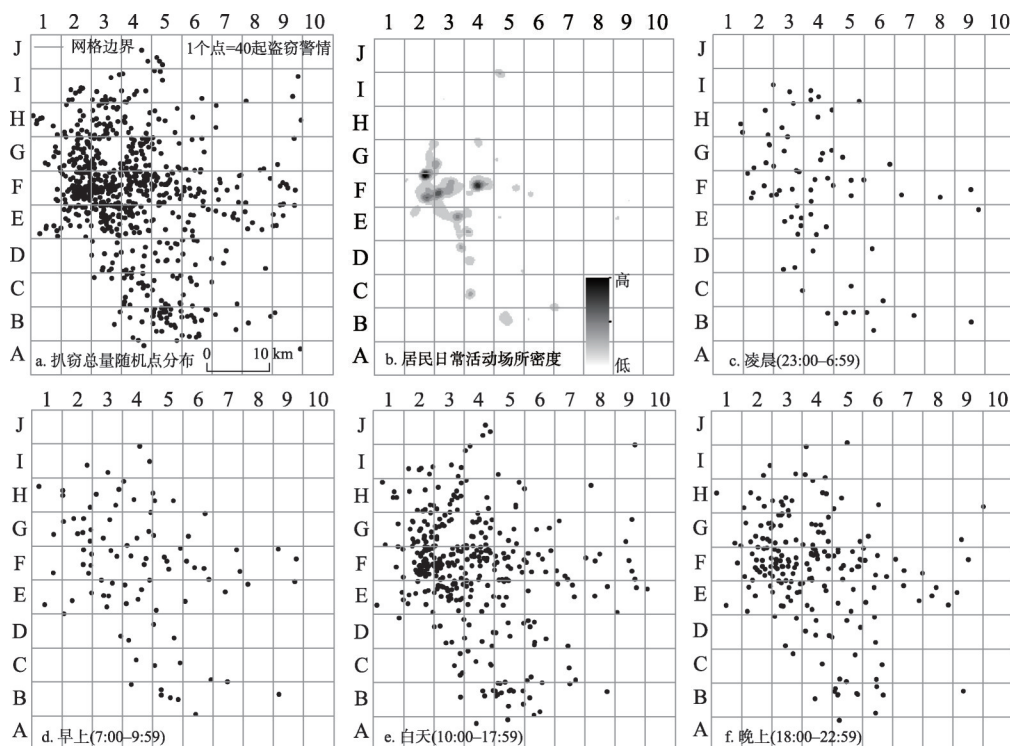 1 2 3 4 5 6 7 8 9 10
J
I
H
G
F
E
D
C
B
A
网格边界
1个点=40起盗窃警情
0 10 km
a. 扒窃总量随机点分布
1 2 3 4 5 6 7 8 9 10
J
I
H
G
F
E
D
C
B
A
高
低
b. 居民日常活动场所密度
1 2 3 4 5 6 7 8 9 10
J
I
H
G
F
E
D
C
B
A
c. 凌晨(23:00–6:59)
1 2 3 4 5 6 7 8 9 10
J
I
H
G
F
E
D
C
B
A
d. 早上(7:00–9:59)
1 2 3 4 5 6 7 8 9 10
J
I
H
G
F
E
D
C
B
A
e. 白天(10:00–17:59)
1 2 3 4 5 6 7 8 9 10
J
I
H
G
F
E
D
C
B
A
f. 晚上(18:00–22:59)